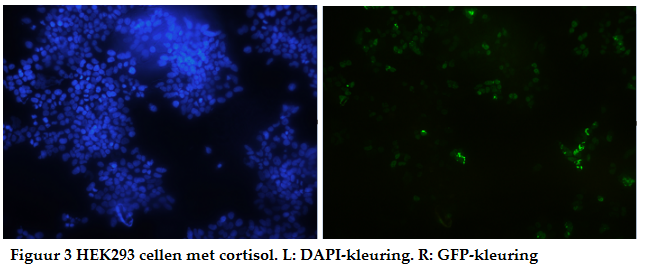 Figuur 3 HEK293 cellen met cortisol. L: DAPI-kleuring. R: GFP-kleuring